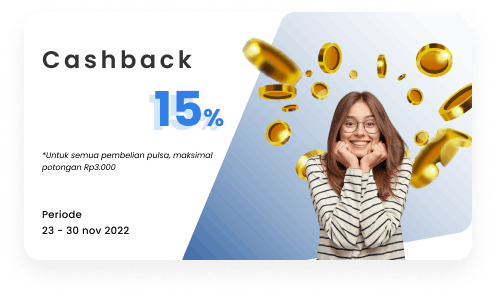 Cashback
15%
*Untuk semua pembelian pulsa, maksimal
potongan Rp3.000
Periode
23 - 30 nov 2022